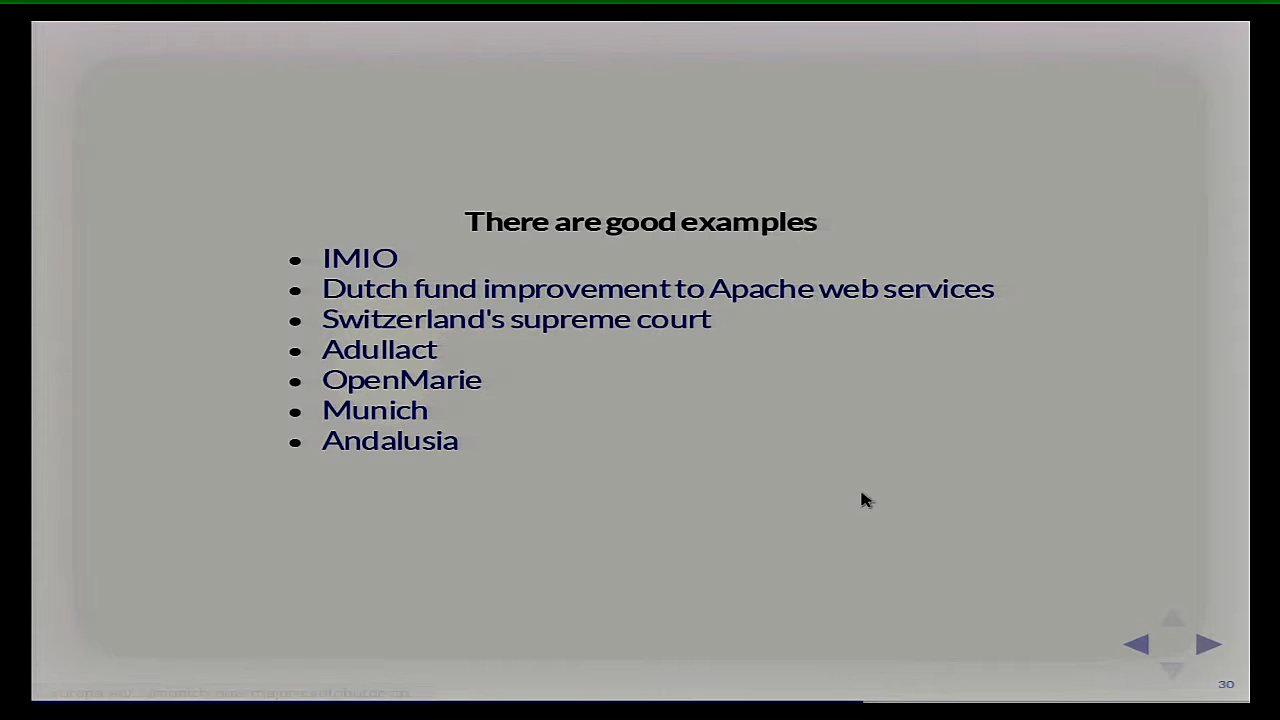 There are good examples
IMIO
Dutch fund improvement to Apache web services
Switzerland's supreme court
Adullact
OpenMarie
Munich
Andalusia
30